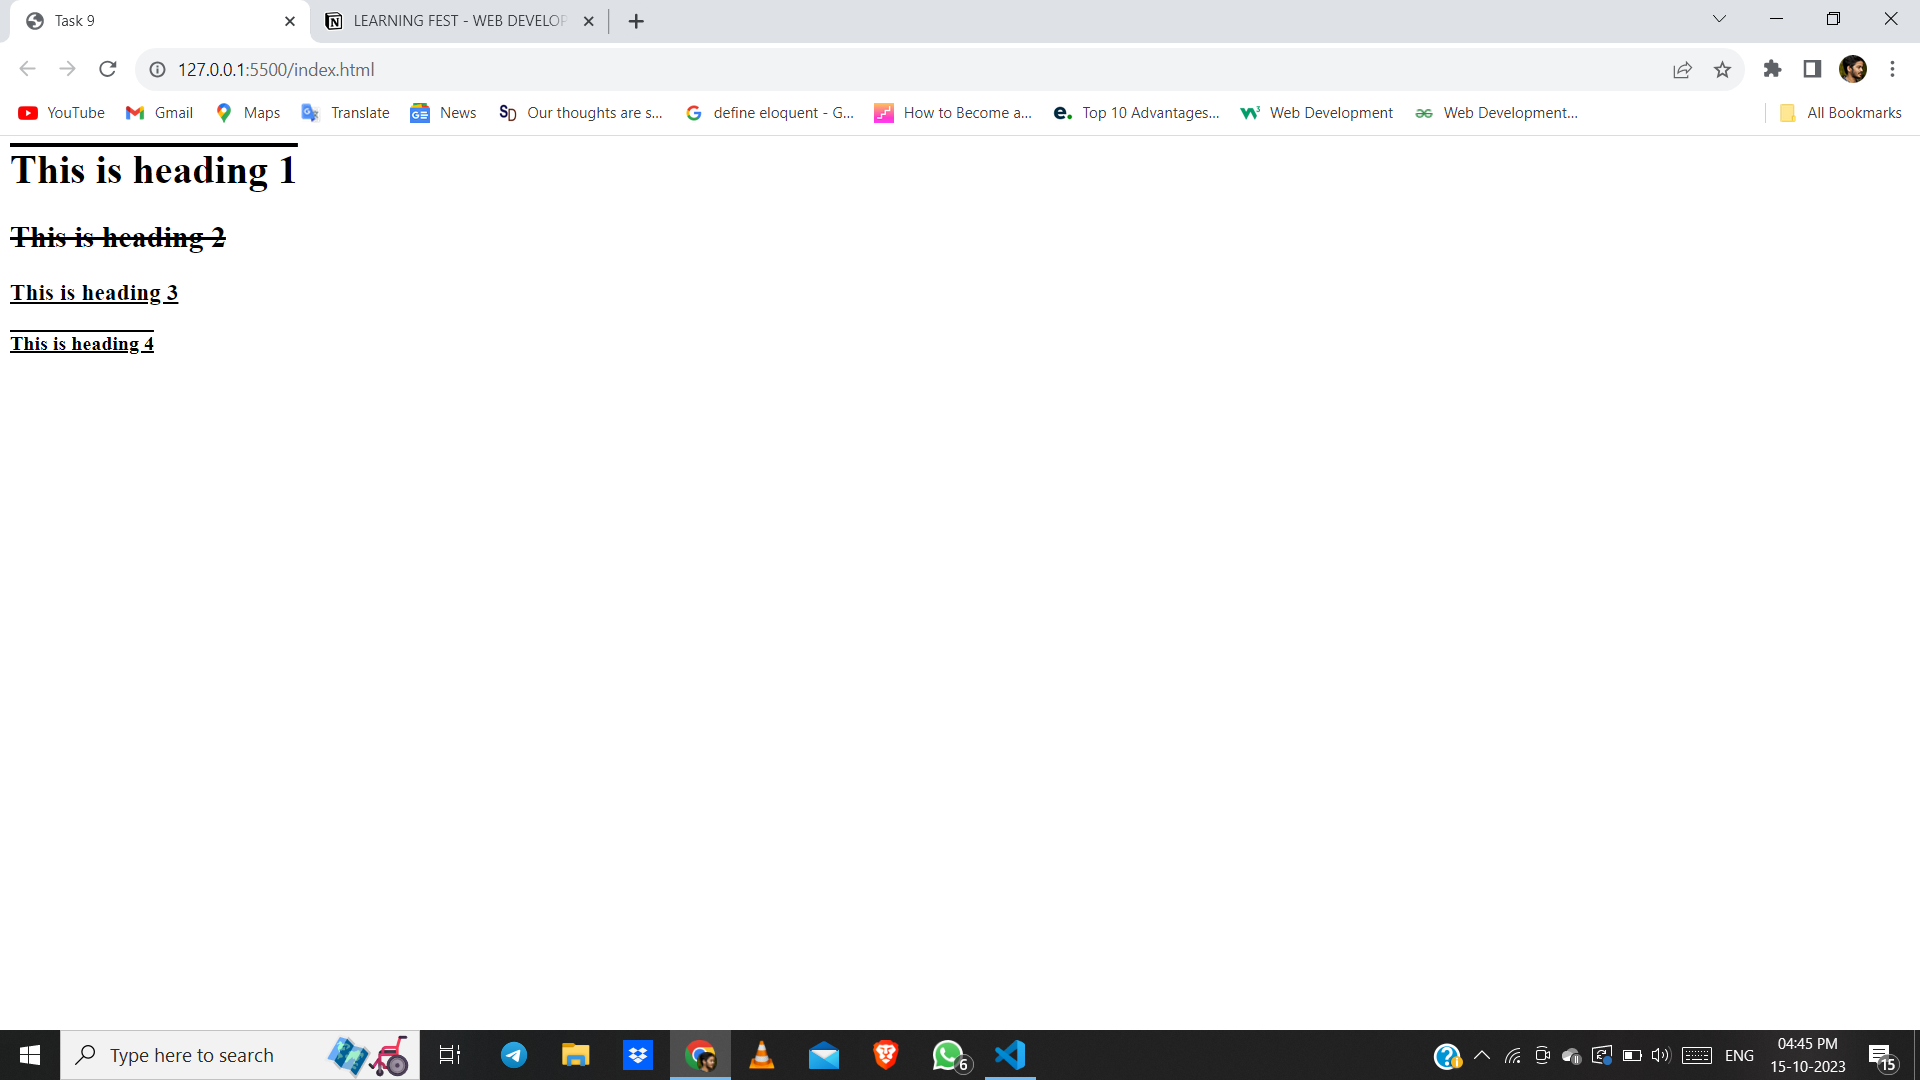 Task 9
LEARNING FEST - WEB DEVELOP
127.0.0.1:5500/index.html
YouTube Gmail Maps Translate News Our thoughts are s... define eloquent - G... How to Become a... Top 10 Advantages... Web Development Web Development... All Bookmarks
This is heading 1
This is heading 2
This is heading 3
This is heading 4
Type here to search
6
ENG
04:45 PM
15-10-2023
15